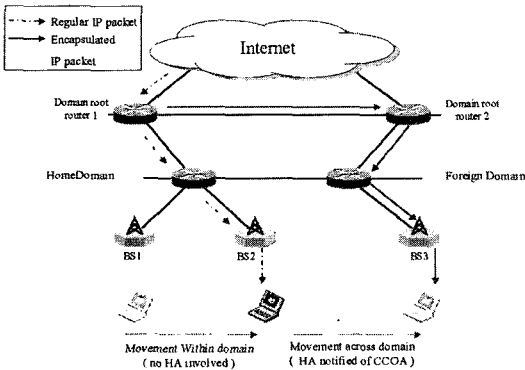 Regular IP packet
Encapsulated
IP packet
Internet
Domain root
router 1
Domain root
router 2
HomeDomain
Foreign Domain
BS1
BS2
BS3
Movement Within domain
( no HA involved )
Movement across domain
( HA notified of CCOA )